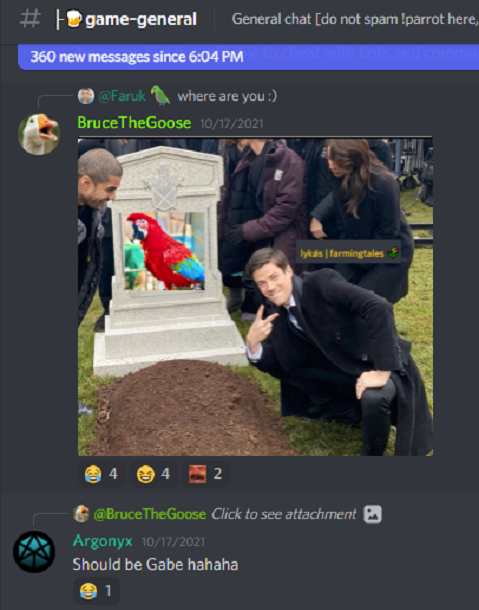 game-general
General chat [do not spam !parrot here,
360 new messages since 6:04 PM
@Faruk where are you :)
BruceTheGoose 10/17/2021
lykås | farmingtales
4
4
2
@BruceTheGoose Click to see attachment
Argonyx 10/17/2021
Should be Gabe hahaha
1